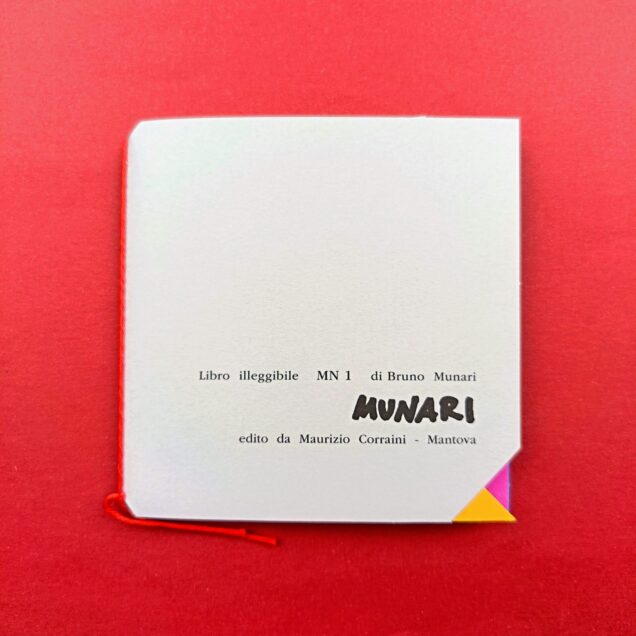 Libro illeggibile MN 1 di Bruno Munari
MUNARI
edito da Maurizio Corraini - Mantova